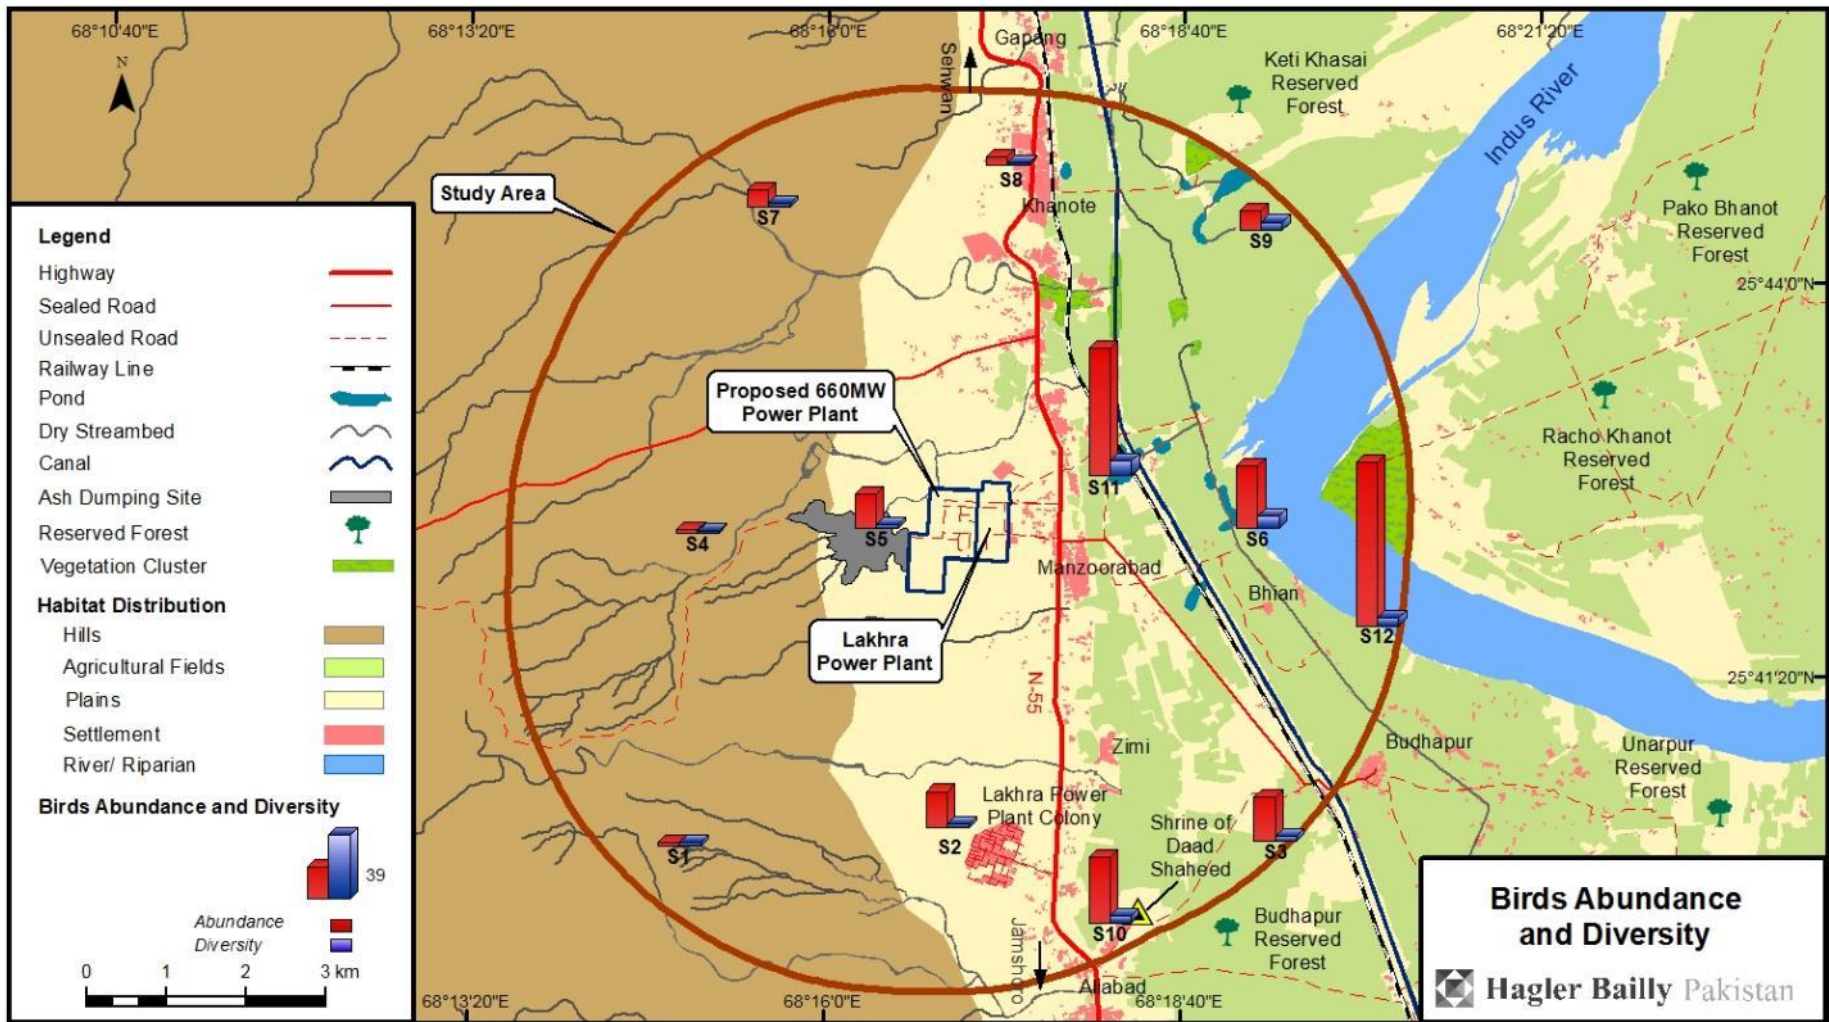 68°10'40"E
68°13'20"E
68°16'0"E
68°18'40"E
68°21'20"E
N
Sehwan
Gapang
Keti Khasai
Reserved
Forest
Indus River
Study Area
S7
S8
Khanote
S9
Pako Bhanot
Reserved
Forest
25°44'0"N
Legend
Highway
Sealed Road
Unsealed Road
Railway Line
Pond
Dry Streambed
Canal
Ash Dumping Site
Reserved Forest
Vegetation Cluster
Habitat Distribution
Hills
Agricultural Fields
Plains
Settlement
River/ Riparian
Birds Abundance and Diversity
39
Abundance
Diversity
0 1 2 3 km
Proposed 660MW
Power Plant
Racho Khanot
Reserved
Forest
S11
S4
S5
S6
Manzoorabad
Bhian
S12
Lakhra
Power Plant
N-55
25°41'20"N
Zimi
Budhapur
Unarpur
Reserved
Forest
Lakhra Power
Plant Colony
Shrine of
Daad
Shaheed
S1
S2
S3
S10
Budhapur
Reserved
Forest
Jamshoro
Allabad
68°13'20"E
68°16'0"E
68°18'40"E
Birds Abundance
and Diversity
Hagler Bailly Pakistan